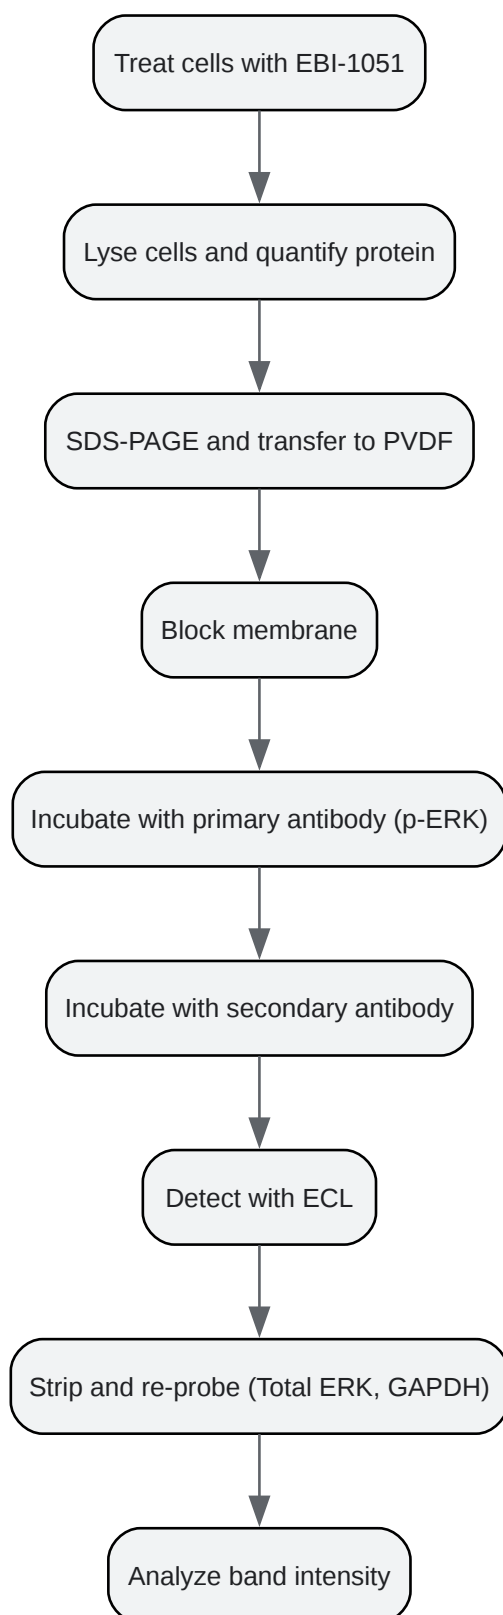 Treat cells with EBI-1051
Lyse cells and quantify protein
SDS-PAGE and transfer to PVDF
Block membrane
Incubate with primary antibody (p-ERK)
Incubate with secondary antibody
Detect with ECL
Strip and re-probe (Total ERK, GAPDH)
Analyze band intensity